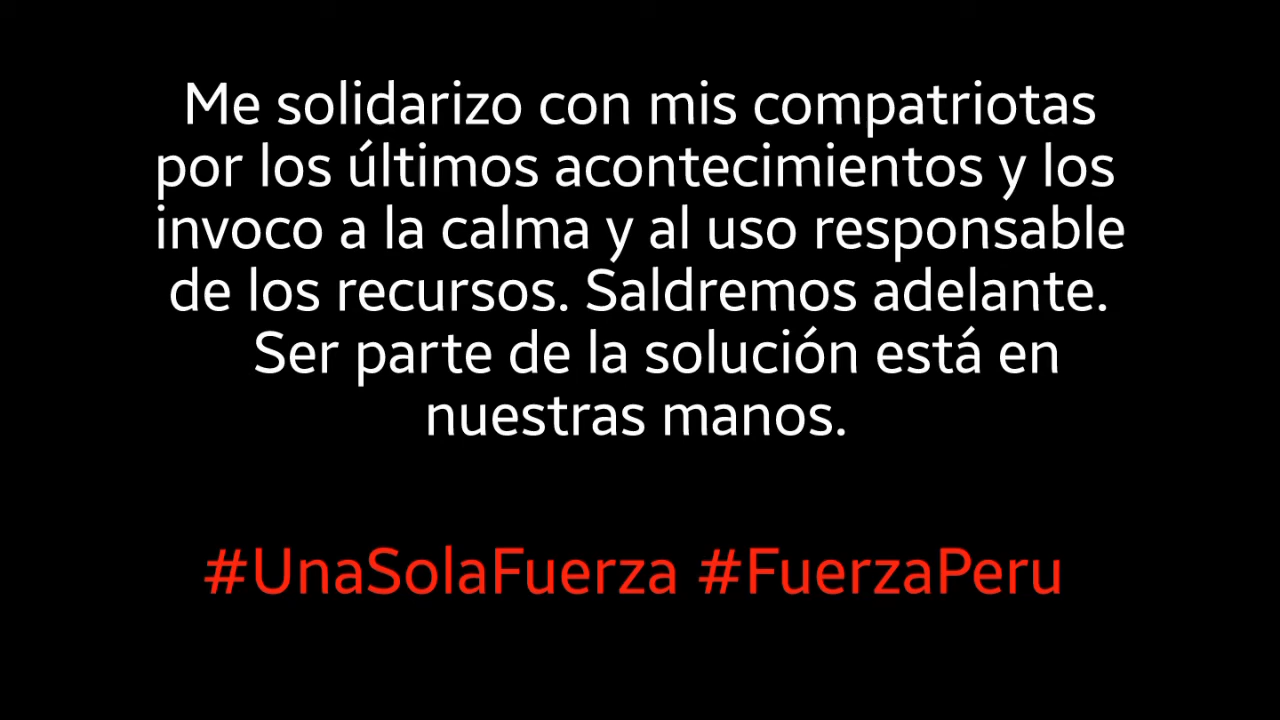 Me solidarizo con mis compatriotas
por los últimos acontecimientos y los
invoco a la calma y al uso responsable
de los recursos. Saldremos adelante.
Ser parte de la solución está en
nuestras manos.
#UnaSolaFuerza #FuerzaPeru